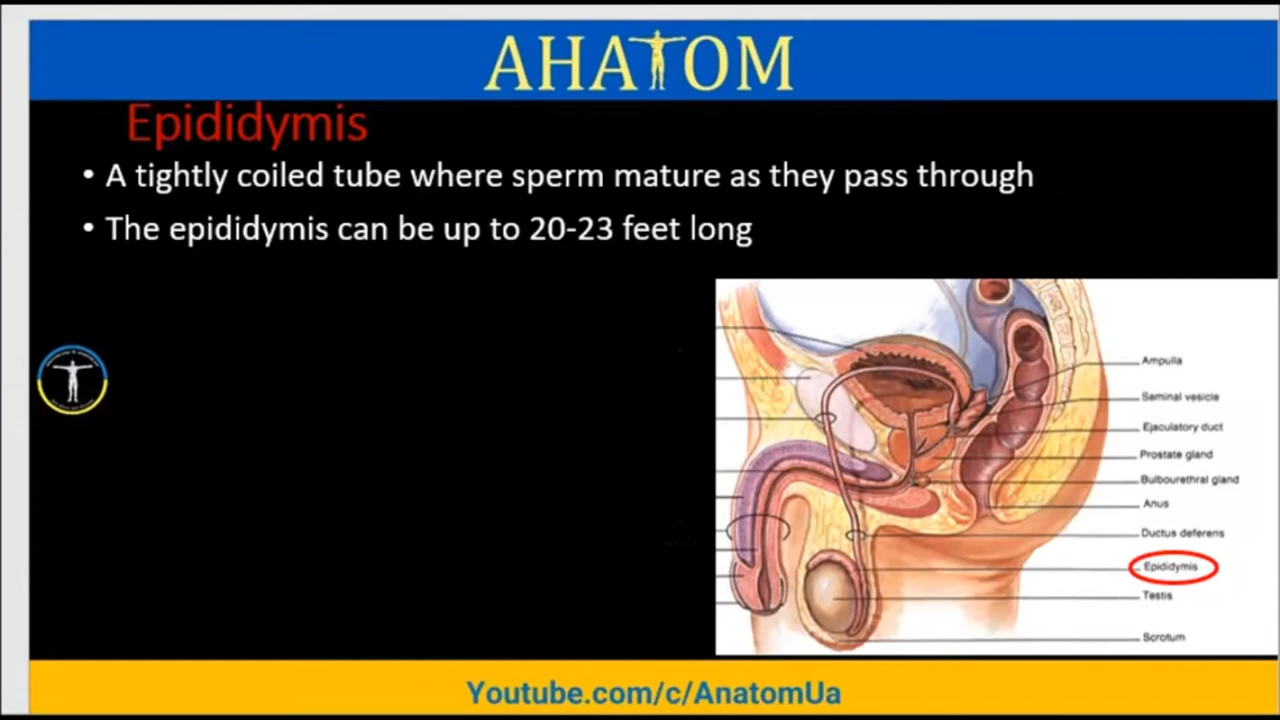 AHATOM
Epididymis
• A tightly coiled tube where sperm mature as they pass through
• The epididymis can be up to 20-23 feet long
Ampulla
Seminal vesicle
Ejaculatory duct
Prostate gland
Bulbourethral gland
Anus
Ductus deferens
Epididymis
Testis
Scrotum
Youtube.com/c/AnatomUa